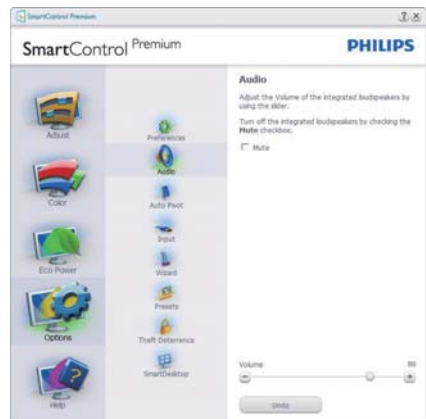 SmartControl Premium
SmartControl Premium
PHILIPS
Adjust
Color
Eco Power
Options
Help
Preferences
Audio
Auto Pivot
Input
Wizard
Presets
Theft Deterrence
SmartDesktop
Audio
Adjust the Volume of the integrated loudspeakers by
using the slider.
Turn off the integrated loudspeakers by checking the
Mute checkbox.
Mute
Volume 80
Undo